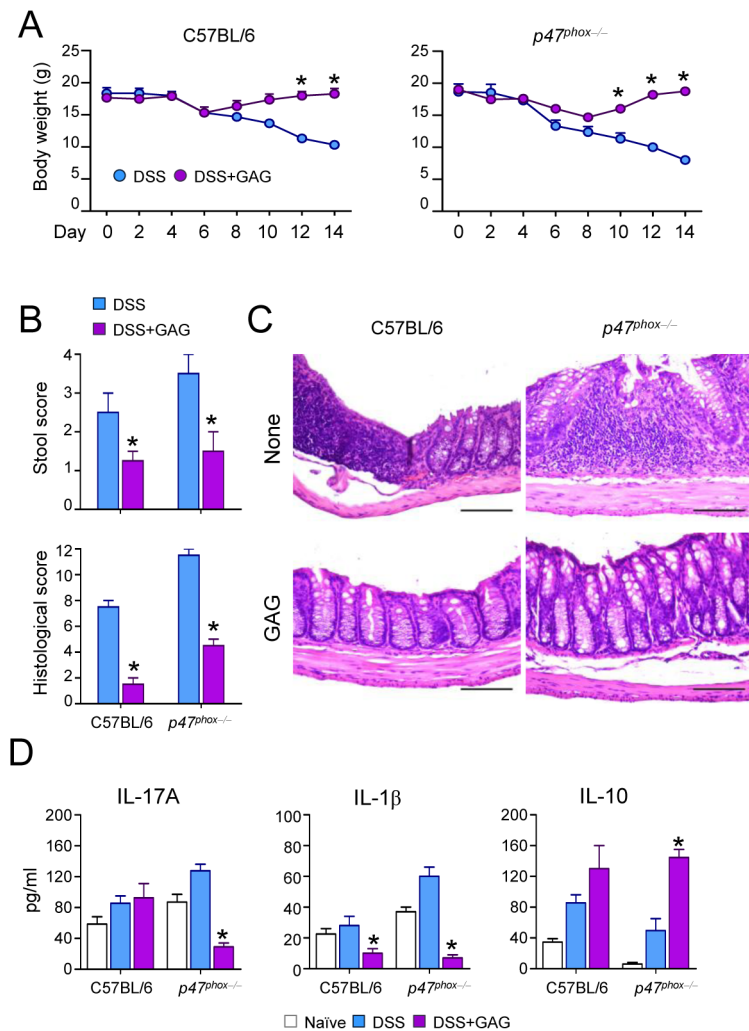 A
C57BL/6
p47phox–/–
Body weight (g)
25
20
15
10
5
0
25
20
15
10
5
0
* *
* * *
DSS
DSS+GAG
Day
0 2 4 6 8 10 12 14
0 2 4 6 8 10 12 14
B
DSS
DSS+GAG
Stool score
4
3
2
1
0
* *
Histological score
12
10
8
6
4
2
0
* *
C57BL/6 p47phox–/–
C
C57BL/6
p47phox–/–
None
GAG
D
IL-17A
pg/ml
200
160
120
80
40
0
*
C57BL/6 p47phox–/–
IL-1β
100
80
60
40
20
0
* *
C57BL/6 p47phox–/–
IL-10
200
160
120
80
40
0
*
C57BL/6 p47phox–/–
Naïve DSS DSS+GAG